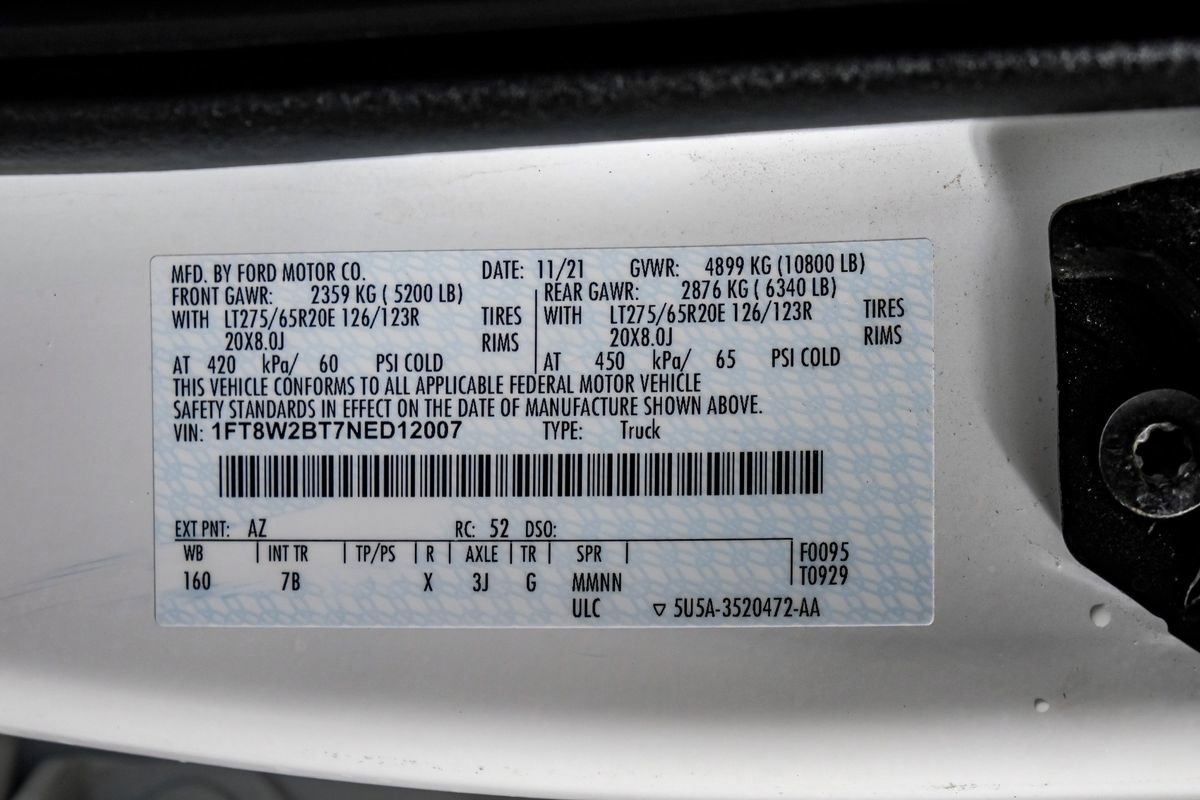 MFD. BY FORD MOTOR CO. DATE: 11/21 GVWR: 4899 KG (10800 LB)
FRONT GAWR: 2359 KG ( 5200 LB) REAR GAWR: 2876 KG ( 6340 LB)
WITH LT275/65R20E 126/123R TIRES WITH LT275/65R20E 126/123R TIRES
20X8.0J RIMS 20X8.0J RIMS
AT 420 kPa/ 60 PSI COLD AT 450 kPa/ 65 PSI COLD
THIS VEHICLE CONFORMS TO ALL APPLICABLE FEDERAL MOTOR VEHICLE
SAFETY STANDARDS IN EFFECT ON THE DATE OF MANUFACTURE SHOWN ABOVE.
VIN: 1FT8W2BT7NED12007 TYPE: Truck
EXT PNT: AZ RC: 52 DSO:
WB INT TR TP/PS R AXLE TR SPR F0095
160 7B X 3J G MMNN T0929
ULC ▽ 5U5A-3520472-AA